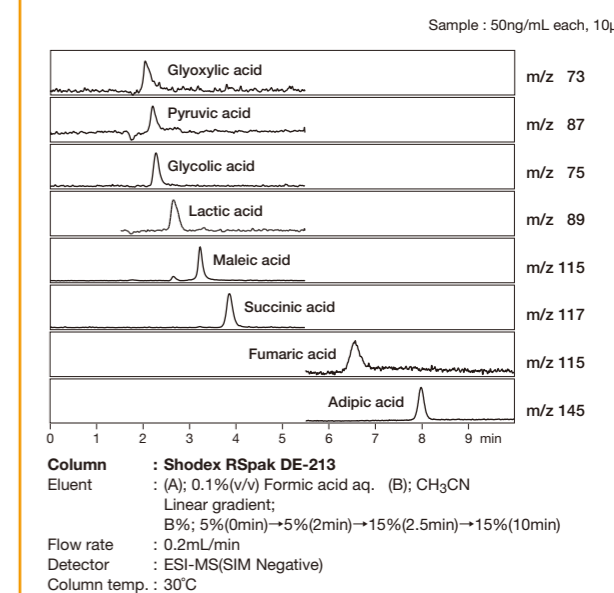 Sample : 50ng/mL each, 10μ
Glyoxylic acid
m/z 73
Pyruvic acid
m/z 87
Glycolic acid
m/z 75
Lactic acid
m/z 89
Maleic acid
m/z 115
Succinic acid
m/z 117
Fumaric acid
m/z 115
Adipic acid
m/z 145
0 1 2 3 4 5 6 7 8 9 min
Column : Shodex RSpak DE-213
Eluent : (A); 0.1%(v/v) Formic acid aq. (B); CH₃CN
Linear gradient;
B%; 5%(0min)→5%(2min)→15%(2.5min)→15%(10min)
Flow rate : 0.2mL/min
Detector : ESI-MS(SIM Negative)
Column temp. : 30˚C